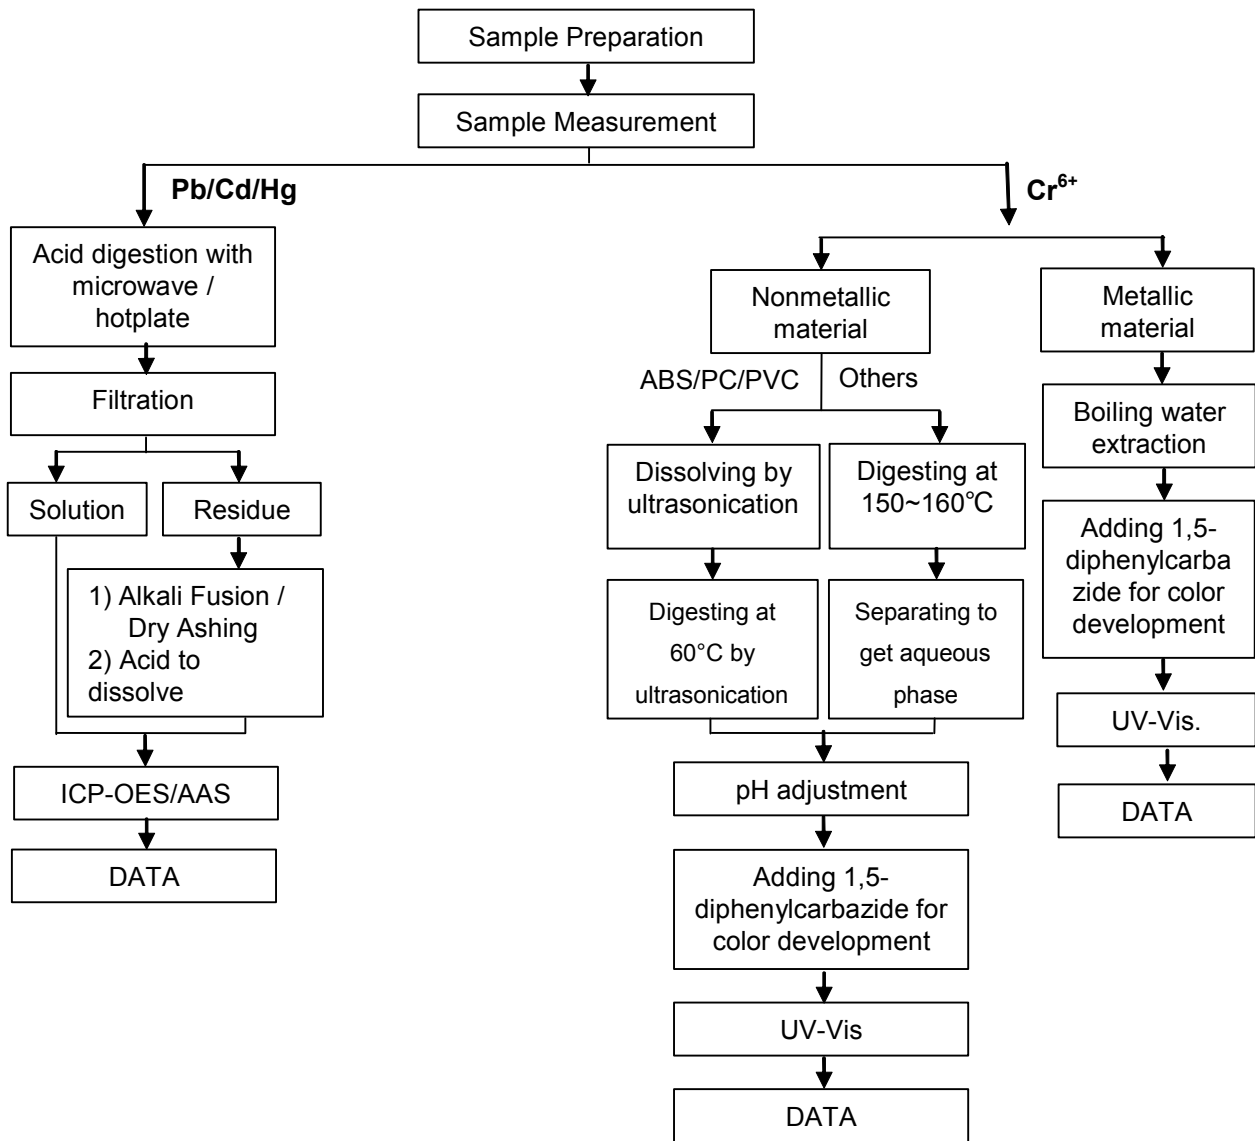 Sample Preparation
Sample Measurement
Pb/Cd/Hg
Acid digestion with
microwave /
hotplate
Filtration
Solution
Residue
1) Alkali Fusion /
Dry Ashing
2) Acid to
dissolve
ICP-OES/AAS
DATA
Cr⁶⁺
Nonmetallic
material
ABS/PC/PVC
Others
Dissolving by
ultrasonication
Digesting at
150~160℃
Digesting at
60°C by
ultrasonication
Separating to
get aqueous
phase
pH adjustment
Adding 1,5-
diphenylcarbazide for
color development
UV-Vis
DATA
Metallic
material
Boiling water
extraction
Adding 1,5-
diphenylcarba
zide for color
development
UV-Vis.
DATA